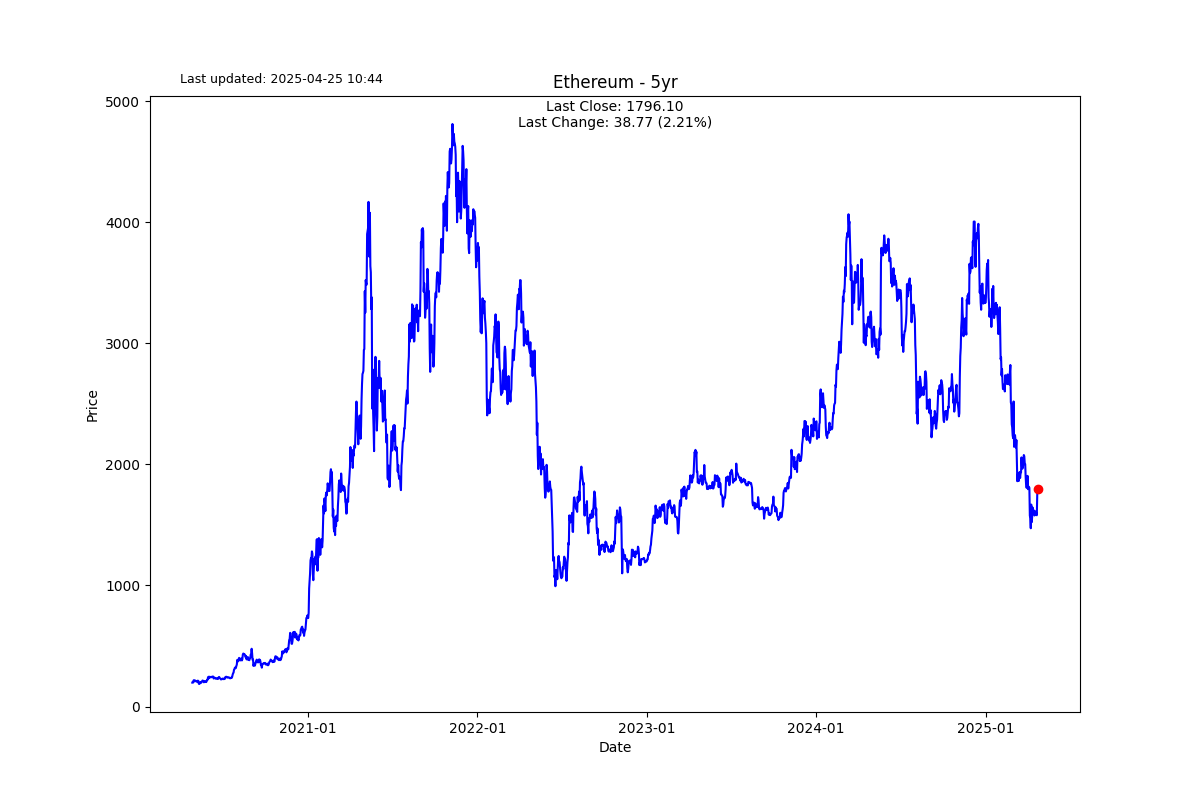 Last updated: 2025-04-25 10:44
Ethereum - 5yr
Last Close: 1796.10
Last Change: 38.77 (2.21%)
5000
4000
3000
2000
1000
0
Price
2021-01
2022-01
2023-01
2024-01
2025-01
Date